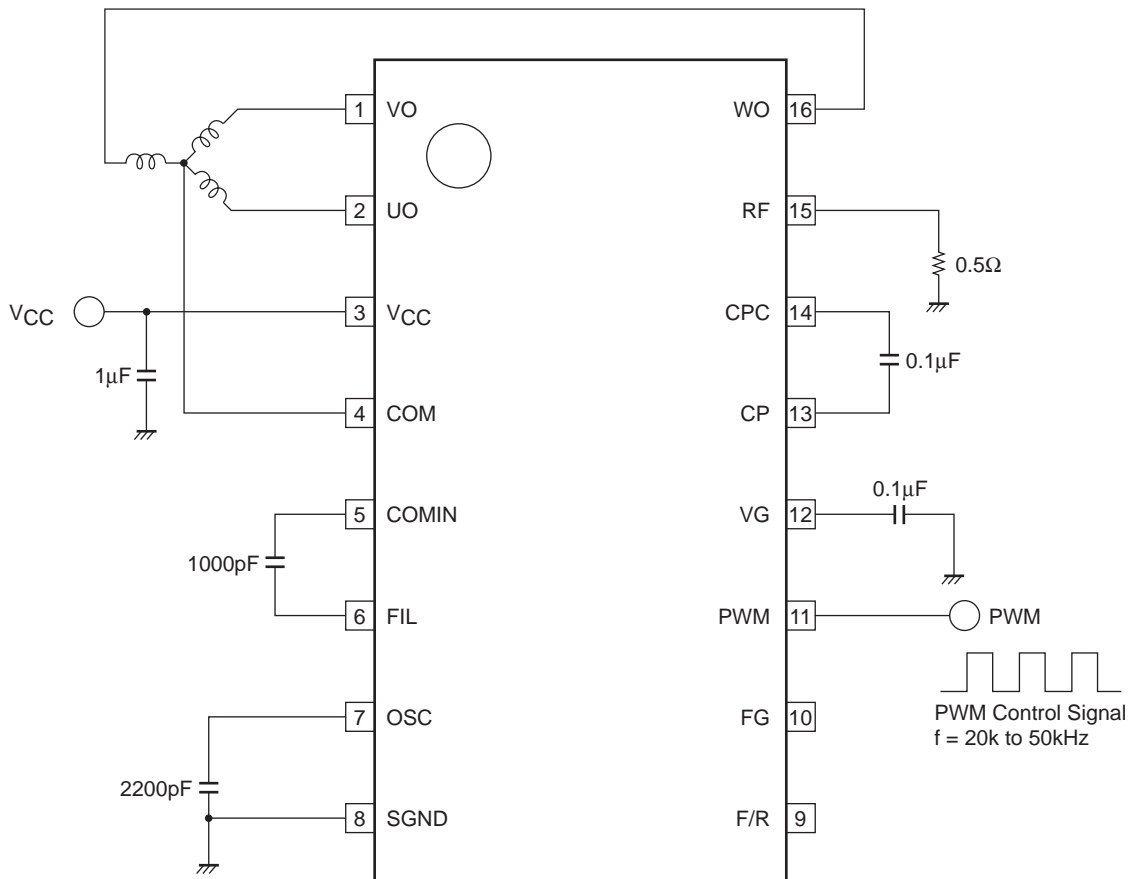 1 VO
WO 16
2 UO
RF 15
0.5Ω
VCC
3 VCC
CPC 14
1μF
0.1μF
4 COM
CP 13
0.1μF
5 COMIN
VG 12
1000pF
6 FIL
PWM 11
PWM
7 OSC
FG 10
PWM Control Signal
f = 20k to 50kHz
2200pF
8 SGND
F/R 9